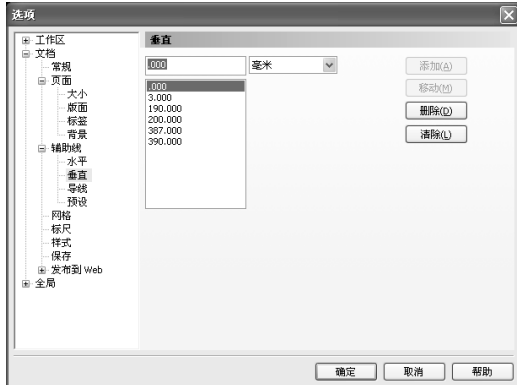 选项
工作区
文档
常规
页面
大小
版面
标签
背景
辅助线
水平
垂直
导线
预设
网格
标尺
样式
保存
发布到 Web
全局
垂直
.000
毫米
.000
3.000
190.000
200.000
387.000
390.000
添加(A)
移动(M)
删除(D)
清除(L)
确定
取消
帮助